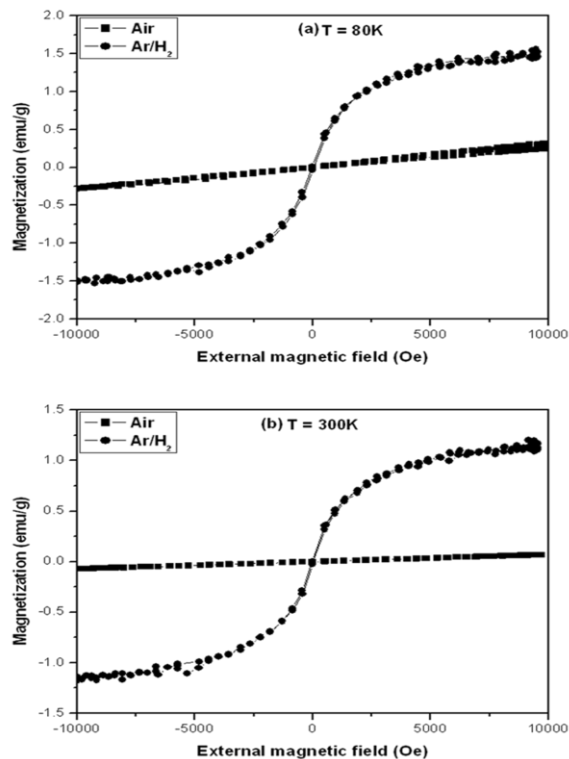 Air
Ar/H₂
(a) T = 80K
2.0
1.5
1.0
0.5
0.0
-0.5
-1.0
-1.5
-2.0
Magnetization (emu/g)
-10000 -5000 0 5000 10000
External magnetic field (Oe)
Air
Ar/H₂
(b) T = 300K
1.5
1.0
0.5
0.0
-0.5
-1.0
-1.5
Magnetization (emu/g)
-10000 -5000 0 5000 10000
External magnetic field (Oe)